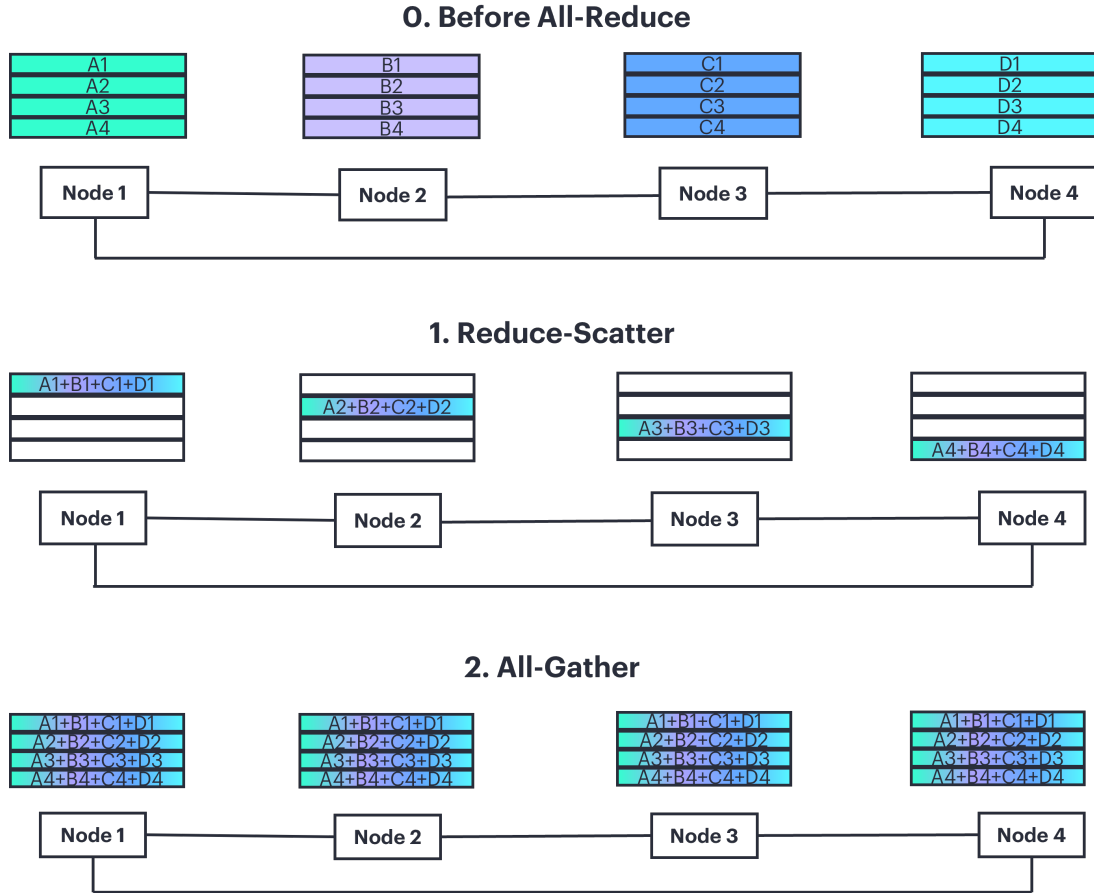 0. Before All-Reduce
A1 B1 C1 D1
A2 B2 C2 D2
A3 B3 C3 D3
A4 B4 C4 D4
Node 1 Node 2 Node 3 Node 4
1. Reduce-Scatter
A1+B1+C1+D1
A2+B2+C2+D2
A3+B3+C3+D3
A4+B4+C4+D4
Node 1 Node 2 Node 3 Node 4
2. All-Gather
A1+B1+C1+D1 A1+B1+C1+D1 A1+B1+C1+D1 A1+B1+C1+D1
A2+B2+C2+D2 A2+B2+C2+D2 A2+B2+C2+D2 A2+B2+C2+D2
A3+B3+C3+D3 A3+B3+C3+D3 A3+B3+C3+D3 A3+B3+C3+D3
A4+B4+C4+D4 A4+B4+C4+D4 A4+B4+C4+D4 A4+B4+C4+D4
Node 1 Node 2 Node 3 Node 4